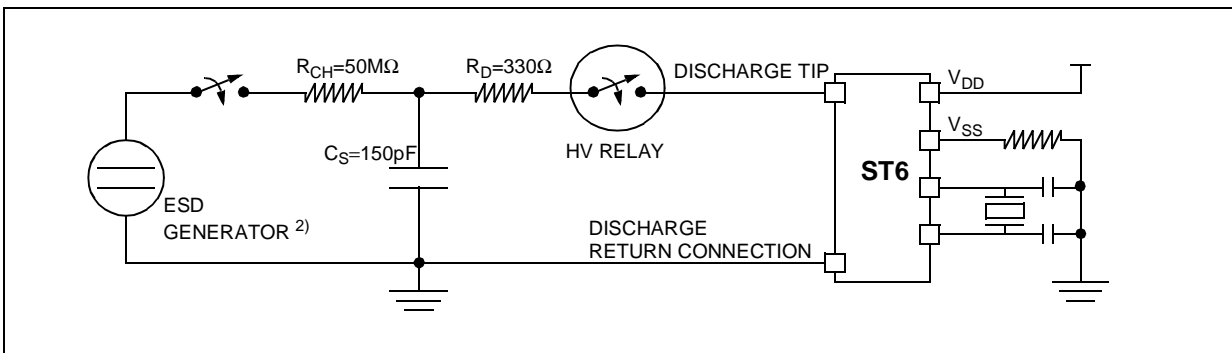 R_CH=50MΩ
R_D=330Ω
DISCHARGE TIP
V_DD
V_SS
C_S=150pF
HV RELAY
ST6
ESD
GENERATOR 2)
DISCHARGE
RETURN CONNECTION